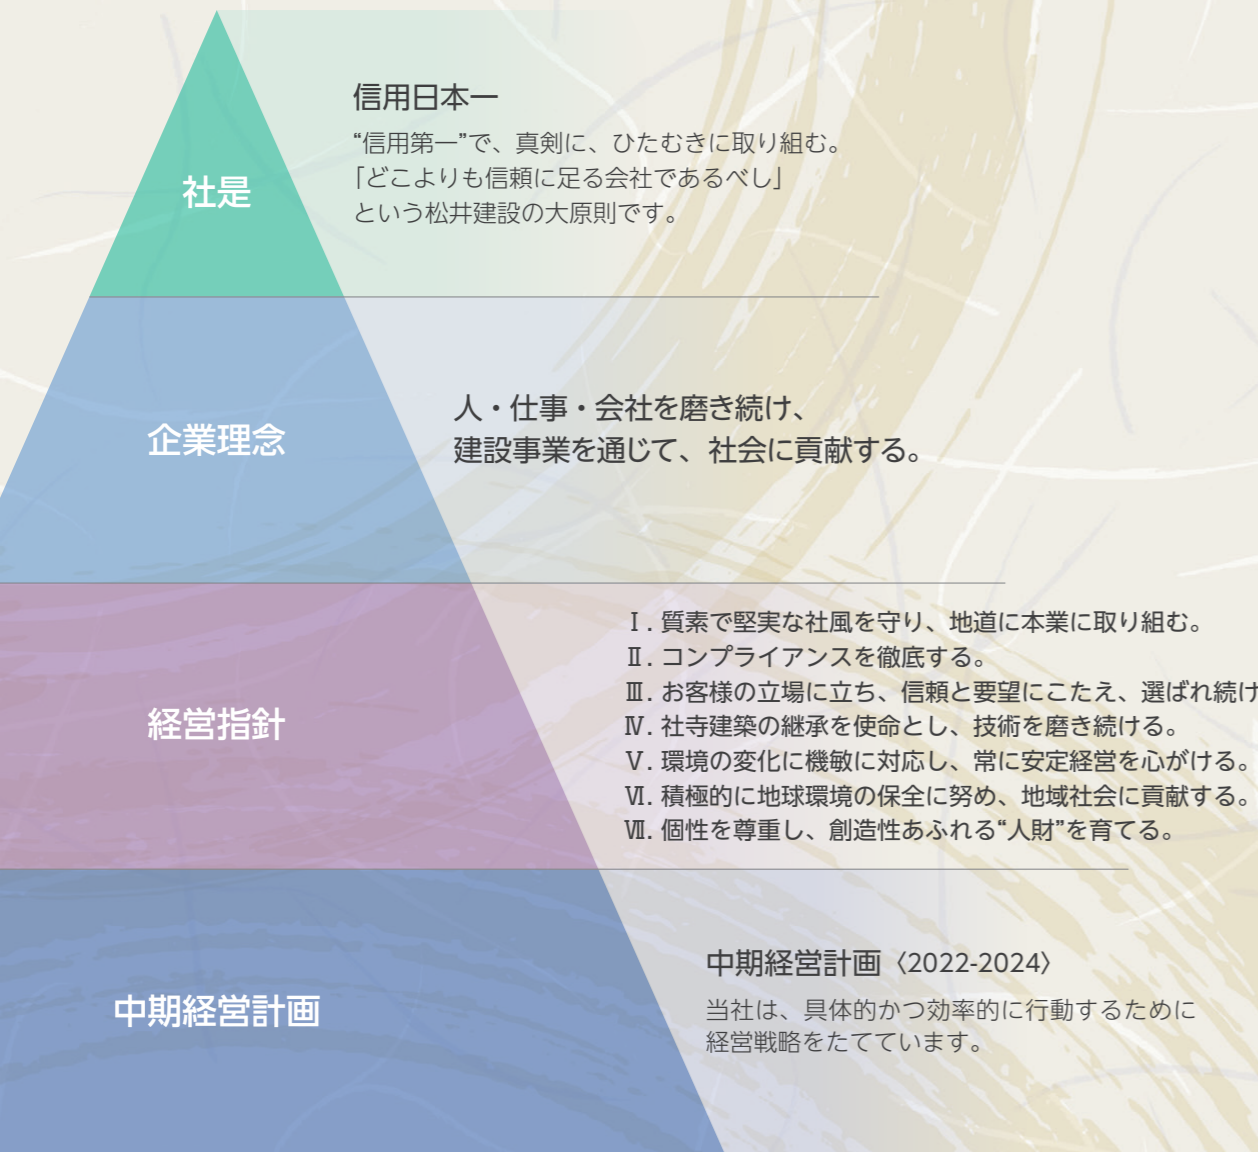 社是
信用日本一
“信用第一”で、真剣に、ひたむきに取り組む。
「どこよりも信頼に足る会社であるべし」
という松井建設の大原則です。
企業理念
人・仕事・会社を磨き続け、
建設事業を通じて、社会に貢献する。
経営指針
Ⅰ. 質素で堅実な社風を守り、地道に本業に取り組む。
Ⅱ. コンプライアンスを徹底する。
Ⅲ. お客様の立場に立ち、信頼と要望にこたえ、選ばれ続け
Ⅳ. 社寺建築の継承を使命とし、技術を磨き続ける。
Ⅴ. 環境の変化に機敏に対応し、常に安定経営を心がける。
Ⅵ. 積極的に地球環境の保全に努め、地域社会に貢献する。
Ⅶ. 個性を尊重し、創造性あふれる“人財”を育てる。
中期経営計画
中期経営計画〈2022-2024〉
当社は、具体的かつ効率的に行動するために
経営戦略をたてています。